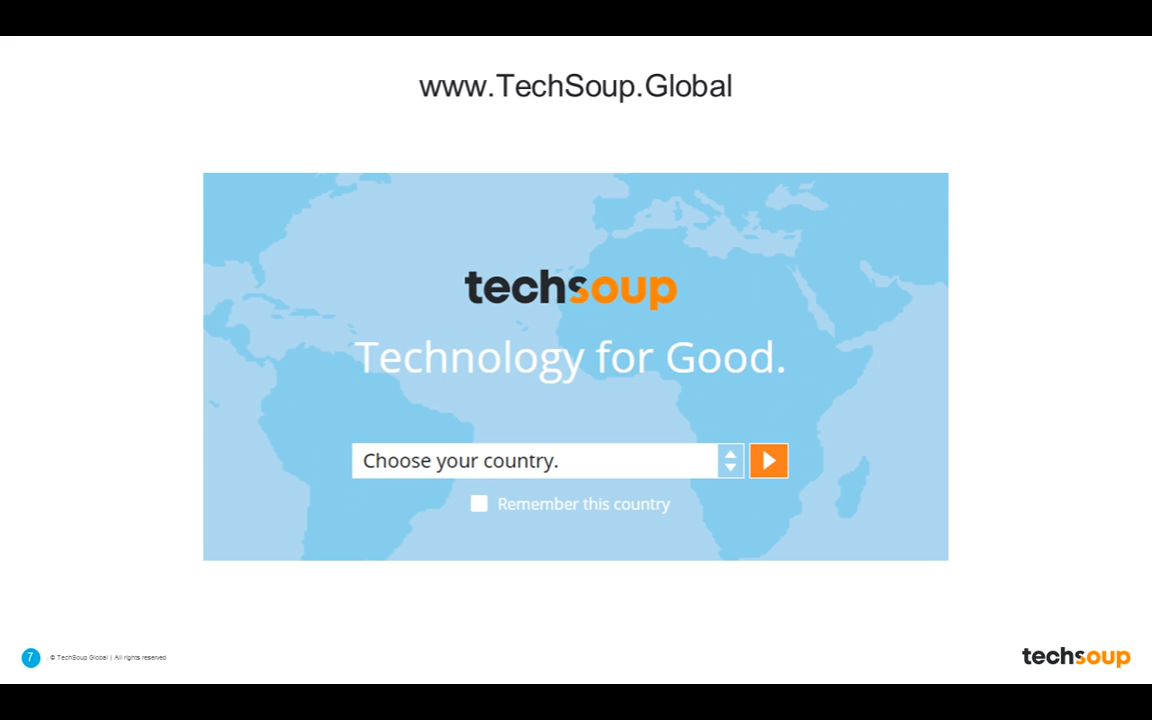 www.TechSoup.Global
techsoup
Technology for Good.
Choose your country.
Remember this country
7 © TechSoup Global | All rights reserved
techsoup